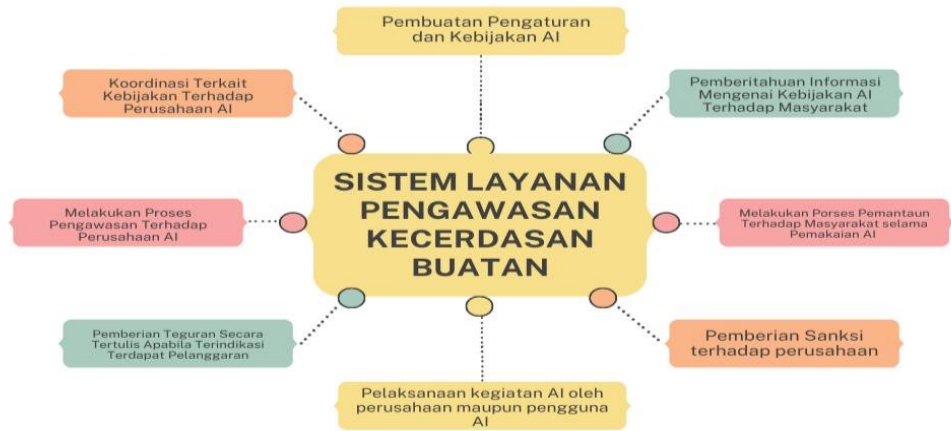 Pembuatan Pengaturan
dan Kebijakan AI
Koordinasi Terkait
Kebijakan Terhadap
Perusahaan AI
Pemberitahuan Informasi
Mengenai Kebijakan AI
Terhadap Masyarakat
SISTEM LAYANAN
PENGAWASAN
KECERDASAN
BUATAN
Melakukan Proses
Pengawasan Terhadap
Perusahaan AI
Melakukan Porses Pemantaun
Terhadap Masyarakat selama
Pemakaian AI
Pemberian Teguran Secara
Tertulis Apabila Terindikasi
Terdapat Pelanggaran
Pemberian Sanksi
terhadap perusahaan
Pelaksanaan kegiatan AI oleh
perusahaan maupun pengguna
AI